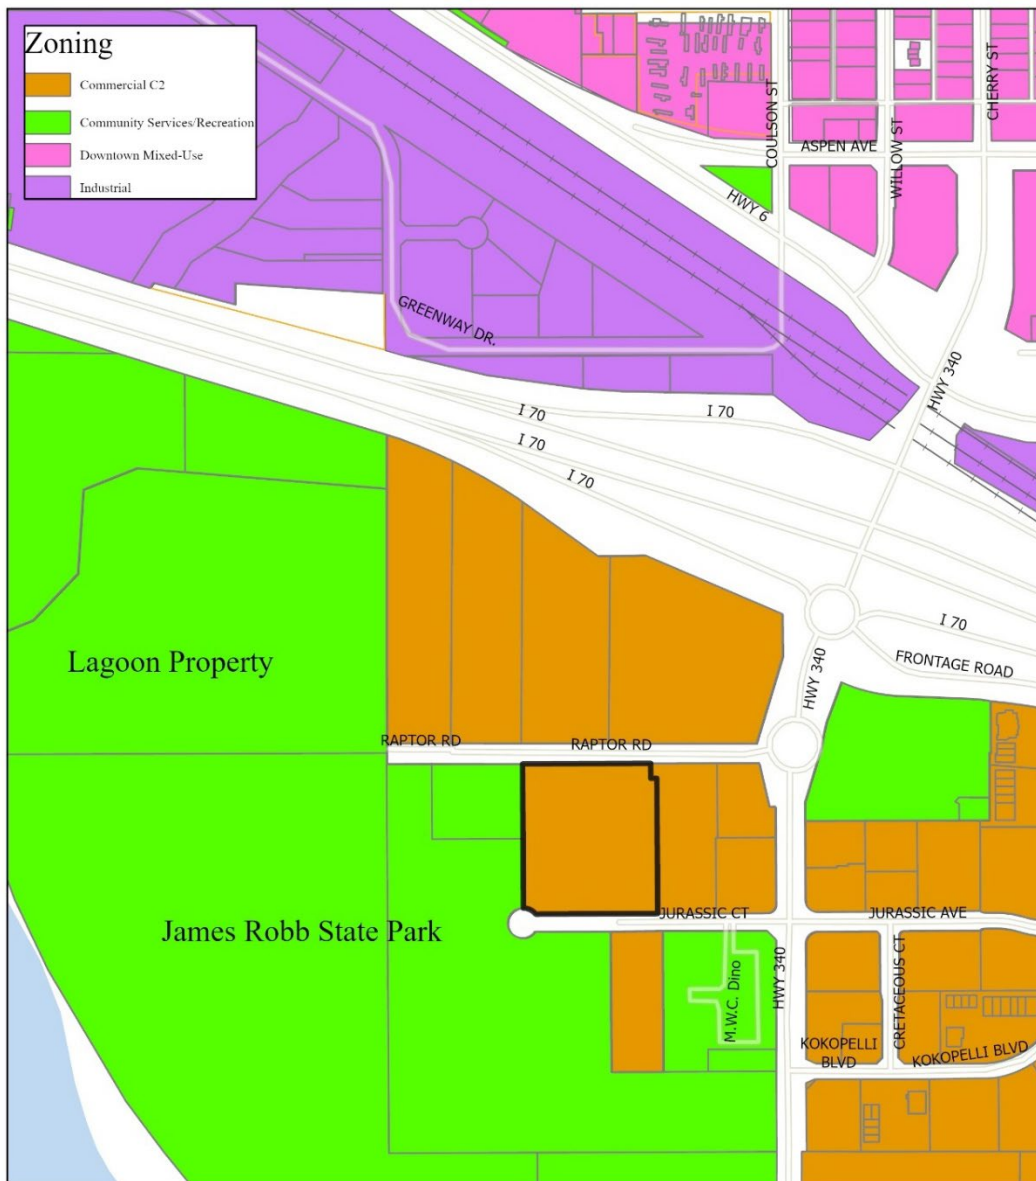 Zoning
Commercial C2
Community Services/Recreation
Downtown Mixed-Use
Industrial
COULSON ST
CHERRY ST
WILLOW ST
ASPEN AVE
HWY 6
GREENWAY DR.
HWY 340
I 70
I 70
I 70
I 70
I 70
FRONTAGE ROAD
HWY 340
Lagoon Property
RAPTOR RD
RAPTOR RD
James Robb State Park
JURASSIC CT
JURASSIC AVE
M.W.C. Dino
HWY 340
CRETACEOUS CT
KOKOPELLI
BLVD
KOKOPELLI BLVD